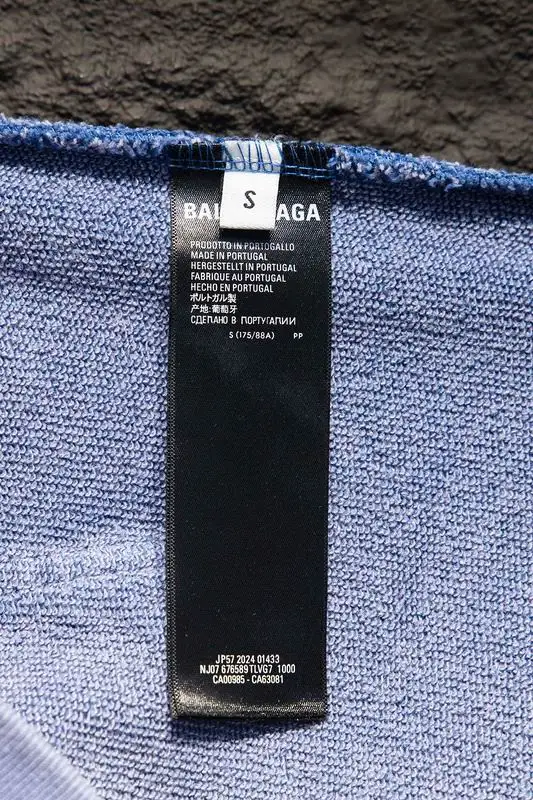 S
BAL AGA
PRODOTTO IN PORTOGALLO
MADE IN PORTUGAL
HERGESTELLT IN PORTUGAL
FABRIQUE AU PORTUGAL
HECHO EN PORTUGAL
ポルトガル製
产地:葡萄牙
СДЕЛАНО В ПОРТУГАЛИИ
S (175/88A) PP
JP57 2024 01433
NJ07 676589 TLVG7 1000
CA00985 - CA63081